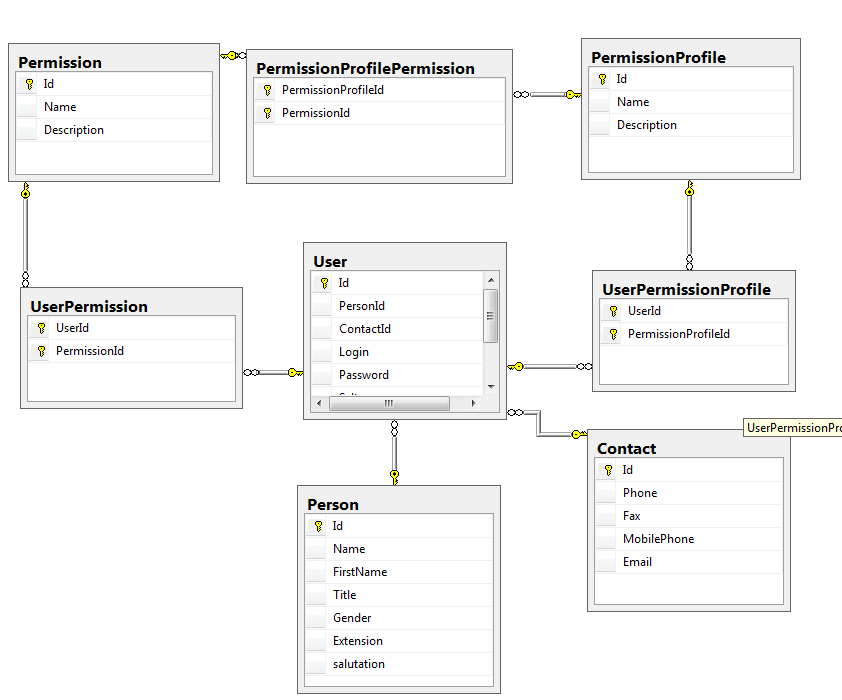 Permission
Id
Name
Description
PermissionProfilePermission
PermissionProfileId
PermissionId
PermissionProfile
Id
Name
Description
UserPermission
UserId
PermissionId
User
Id
PersonId
ContactId
Login
Password
UserPermissionProfile
UserId
PermissionProfileId
UserPermissionPro
Contact
Id
Phone
Fax
MobilePhone
Email
Person
Id
Name
FirstName
Title
Gender
Extension
salutation